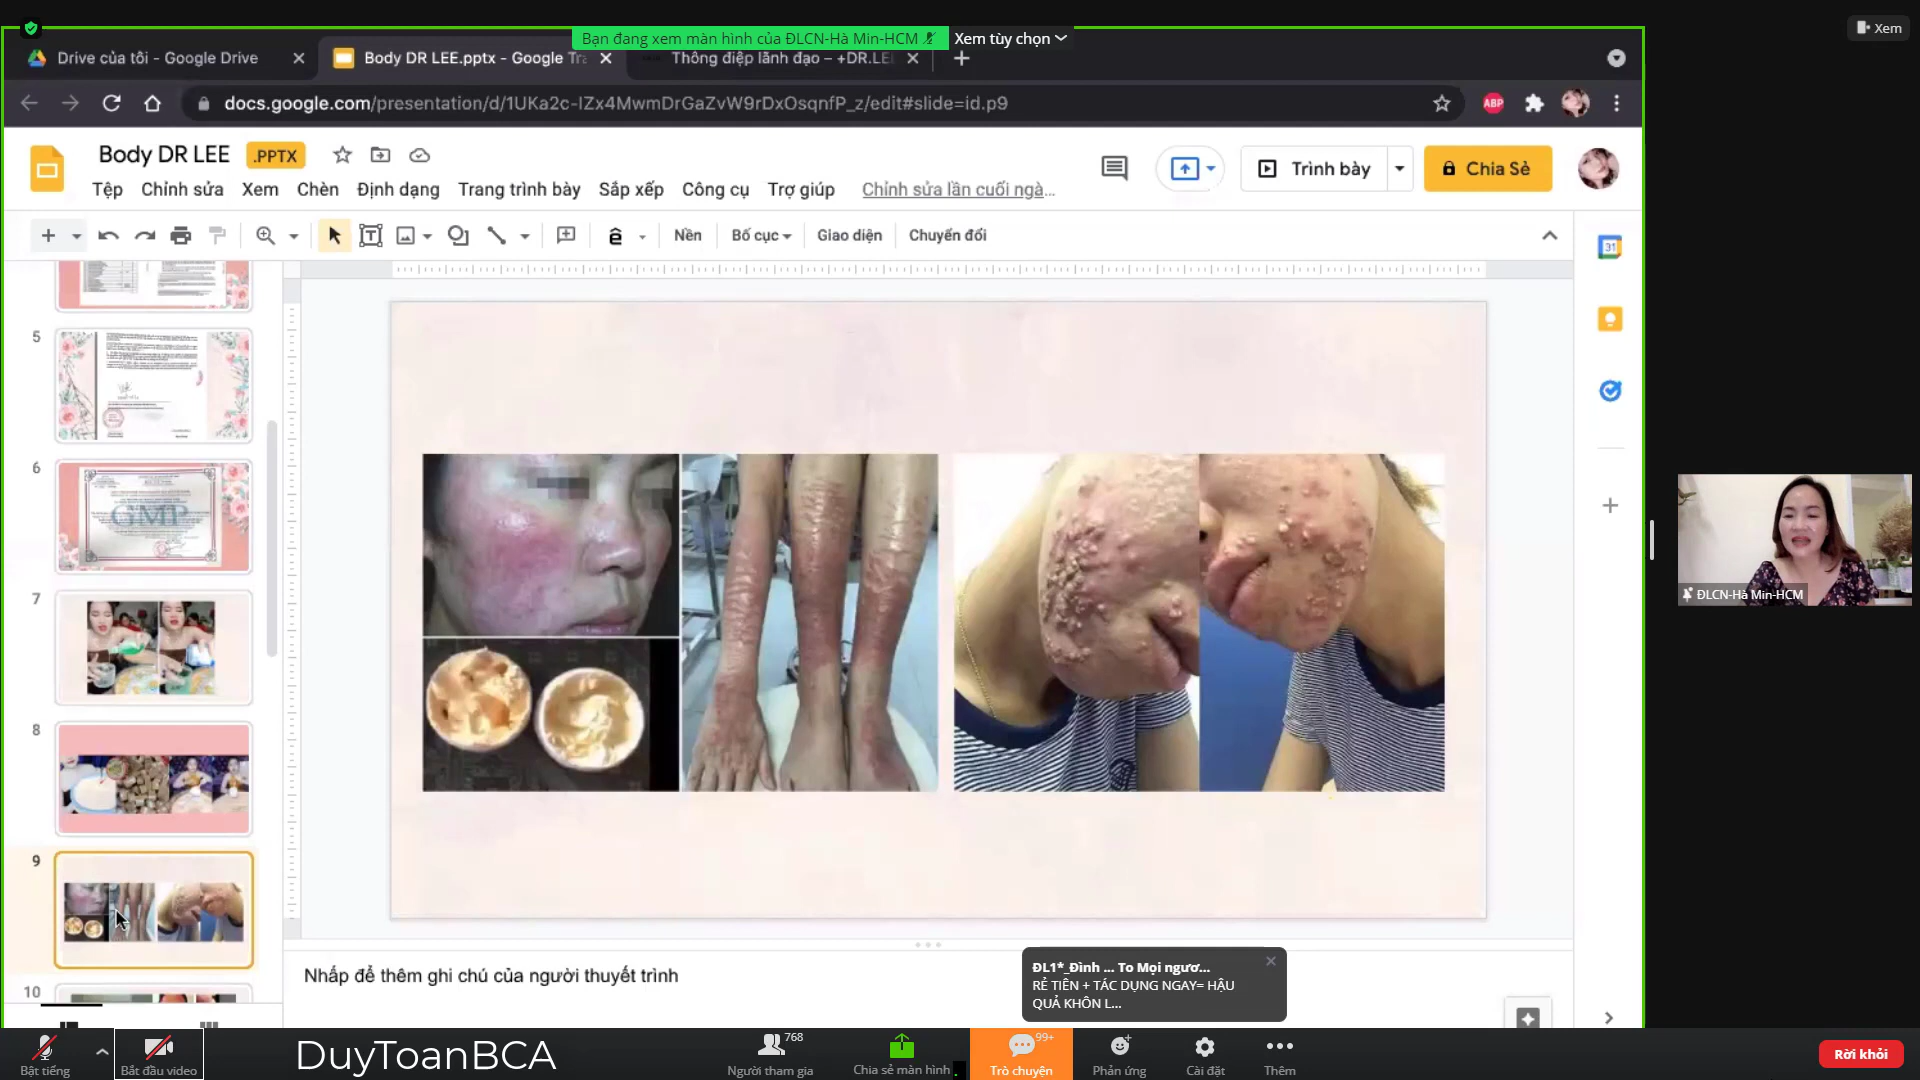 Bạn đang xem màn hình của ĐLCN-Hà Min-HCM
Xem tùy chọn
Xem
Drive của tôi - Google Drive
Body DR LEE.pptx - Google Tra
Thông điệp lãnh đạo – +DR.LE
docs.google.com/presentation/d/1UKa2c-IZx4MwmDrGaZvW9rDxOsqnfP_z/edit#slide=id.p9
ABP
Body DR LEE .PPTX
Trình bày
Chia Sẻ
Tệp Chỉnh sửa Xem Chèn Định dạng Trang trình bày Sắp xếp Công cụ Trợ giúp Chỉnh sửa lần cuối ngà...
ê
Nền Bố cục Giao diện Chuyển đổi
31
5
6
GMP
7
8
9
10
ĐLCN-Hà Min-HCM
Nhấp để thêm ghi chú của người thuyết trình
ĐL1*_Đình ... To Mọi ngươ...
RẺ TIỀN + TÁC DỤNG NGAY= HẬU
QUẢ KHÔN L...
Bật tiếng
Bắt đầu video
DuyToanBCA
768
Người tham gia
Chia sẻ màn hình
99+
Trò chuyện
Phản ứng
Cài đặt
Thêm
Rời khỏi